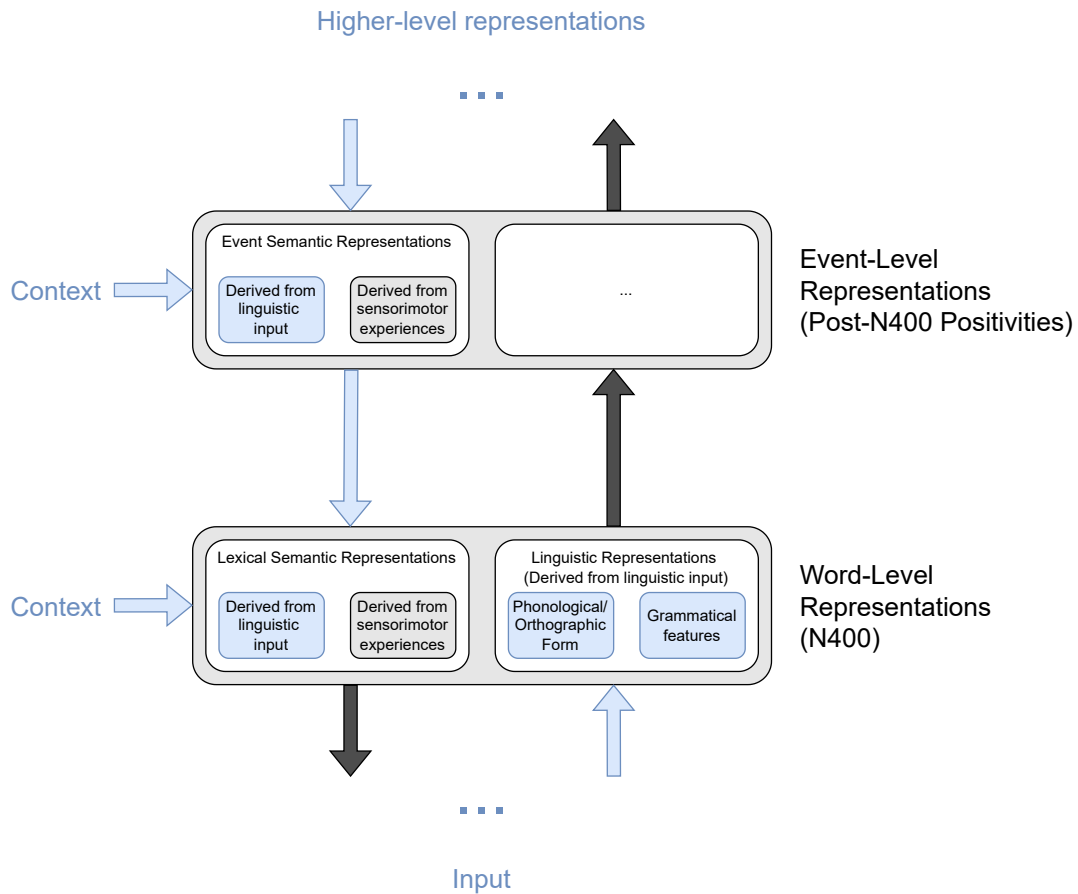 Higher-level representations
...
Event Semantic Representations
Derived from
linguistic
input
Derived from
sensorimotor
experiences
...
Context
Event-Level
Representations
(Post-N400 Positivities)
Lexical Semantic Representations
Derived from
linguistic
input
Derived from
sensorimotor
experiences
Linguistic Representations
(Derived from linguistic input)
Phonological/
Orthographic
Form
Grammatical
features
Context
Word-Level
Representations
(N400)
...
Input